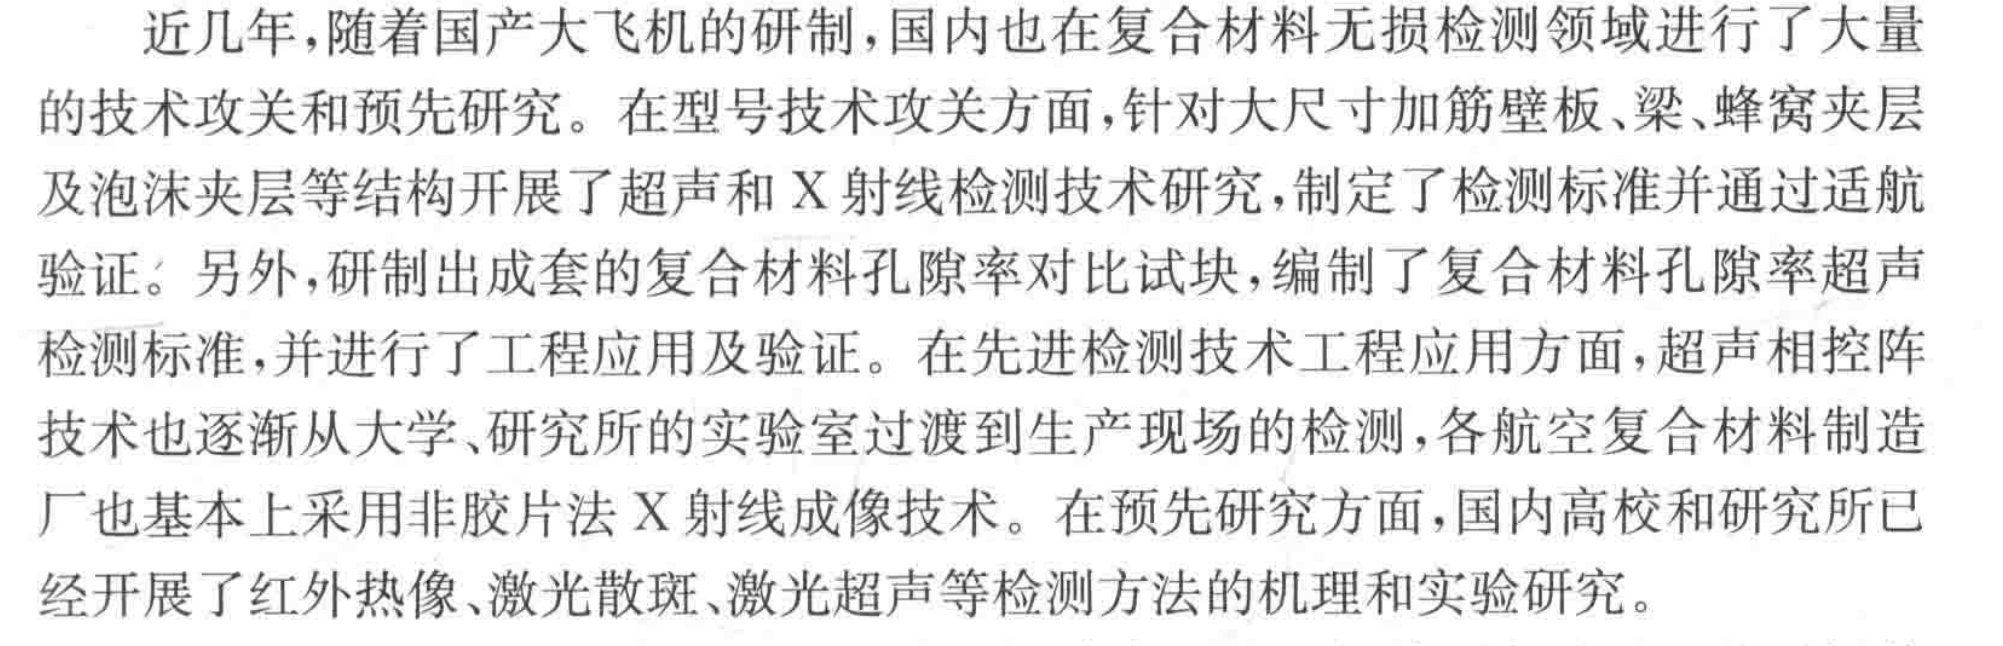 近几年,随着国产大飞机的研制,国内也在复合材料无损检测领域进行了大量
的技术攻关和预先研究。在型号技术攻关方面,针对大尺寸加筋壁板、梁、蜂窝夹层
及泡沫夹层等结构开展了超声和 X 射线检测技术研究,制定了检测标准并通过适航
验证。另外,研制出成套的复合材料孔隙率对比试块,编制了复合材料孔隙率超声
检测标准,并进行了工程应用及验证。在先进检测技术工程应用方面,超声相控阵
技术也逐渐从大学、研究所的实验室过渡到生产现场的检测,各航空复合材料制造
厂也基本上采用非胶片法 X 射线成像技术。在预先研究方面,国内高校和研究所已
经开展了红外热像、激光散斑、激光超声等检测方法的机理和实验研究。